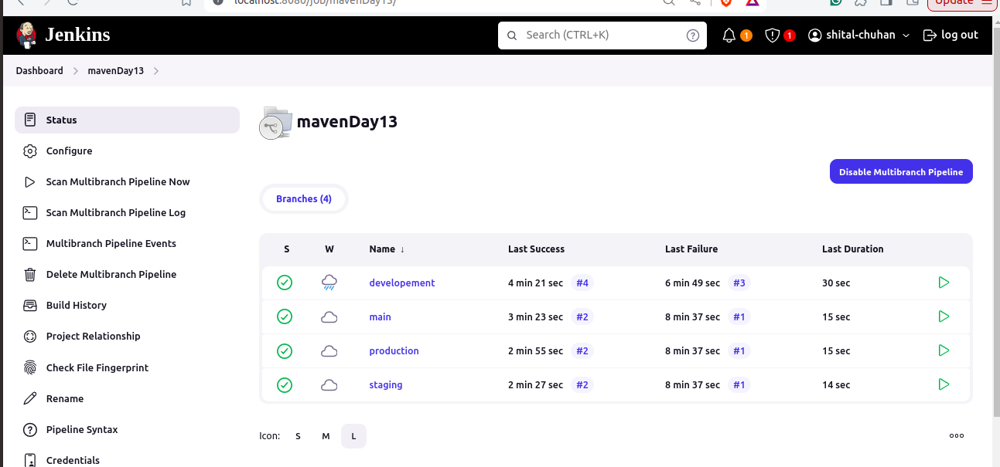 localhost:8080/job/mavenDay13/
Update
Jenkins
Search (CTRL+K)
?
1
1
shital-chuhan
log out
Dashboard
mavenDay13
Status
Configure
Scan Multibranch Pipeline Now
Scan Multibranch Pipeline Log
Multibranch Pipeline Events
Delete Multibranch Pipeline
Build History
Project Relationship
Check File Fingerprint
Rename
Pipeline Syntax
Credentials
mavenDay13
Disable Multibranch Pipeline
Branches (4)
S W Name ↓ Last Success Last Failure Last Duration
developement 4 min 21 sec #4 6 min 49 sec #3 30 sec
main 3 min 23 sec #2 8 min 37 sec #1 15 sec
production 2 min 55 sec #2 8 min 37 sec #1 15 sec
staging 2 min 27 sec #2 8 min 37 sec #1 14 sec
Icon: S M L